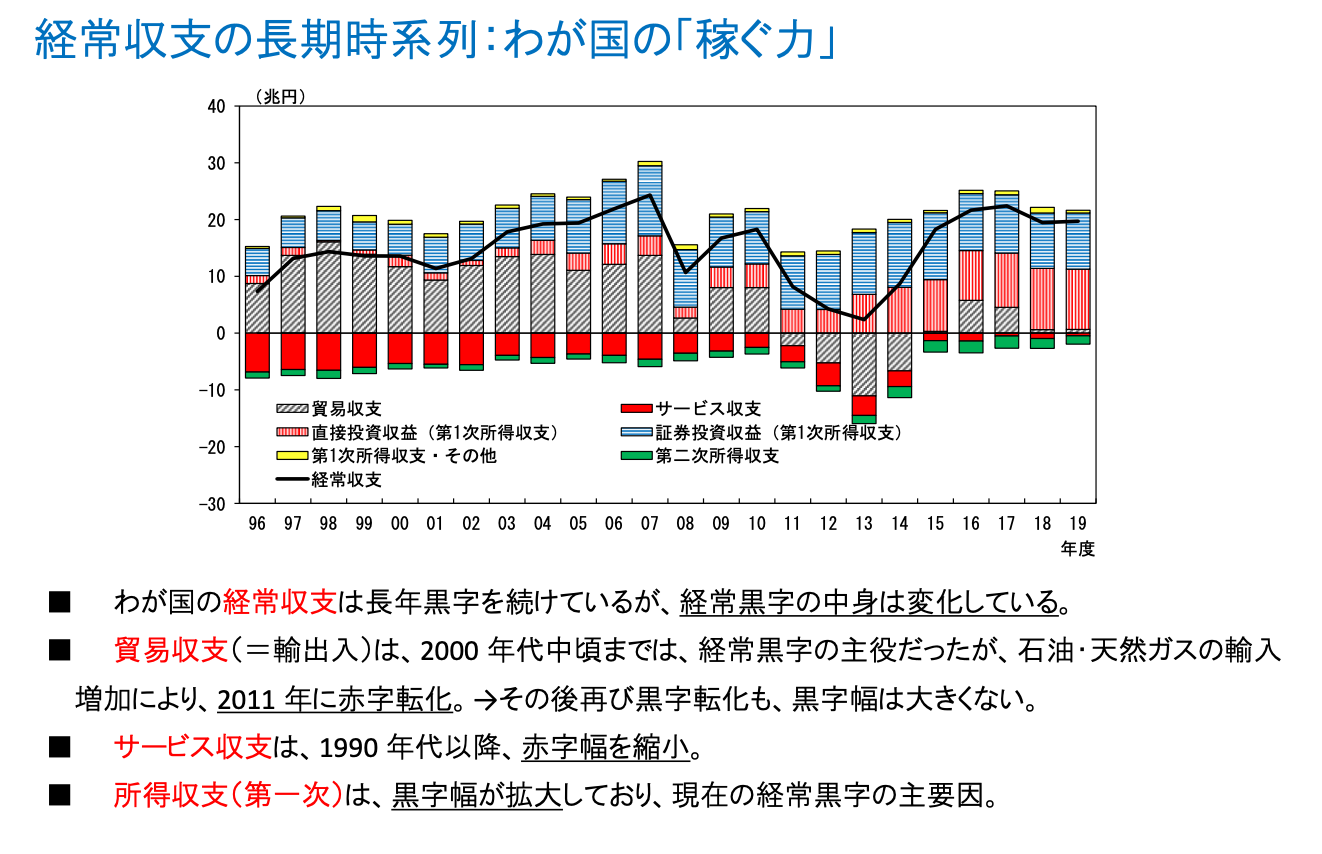 経常収支の長期時系列：わが国の「稼ぐ力」
（兆円）
40
30
20
10
0
−10
−20
−30
貿易収支
サービス収支
直接投資収益（第1次所得収支）
証券投資収益（第1次所得収支）
第1次所得収支・その他
第二次所得収支
経常収支
96 97 98 99 00 01 02 03 04 05 06 07 08 09 10 11 12 13 14 15 16 17 18 19
年度
■ わが国の経常収支は長年黒字を続けているが、経常黒字の中身は変化している。
■ 貿易収支（＝輸出入）は、2000 年代中頃までは、経常黒字の主役だったが、石油・天然ガスの輸入
増加により、2011 年に赤字転化。→その後再び黒字転化も、黒字幅は大きくない。
■ サービス収支は、1990 年代以降、赤字幅を縮小。
■ 所得収支（第一次）は、黒字幅が拡大しており、現在の経常黒字の主要因。